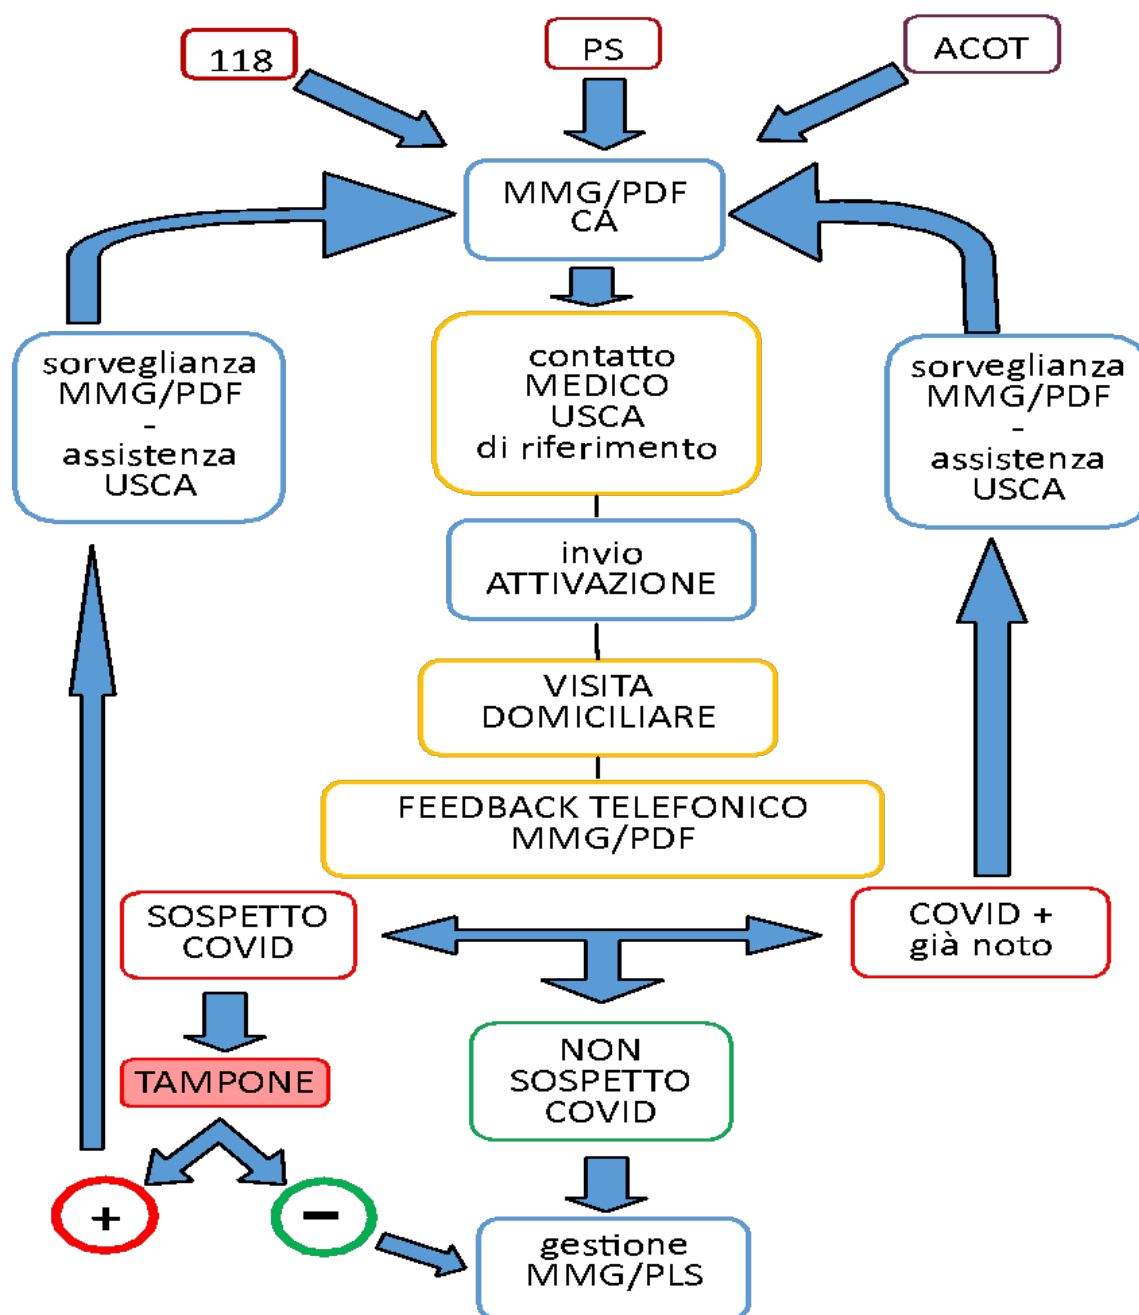 118
PS
ACOT
MMG/PDF
CA
sorveglianza
MMG/PDF
-
assistenza
USCA
contatto
MEDICO
USCA
di riferimento
sorveglianza
MMG/PDF
-
assistenza
USCA
invio
ATTIVAZIONE
VISITA
DOMICILIARE
FEEDBACK TELEFONICO
MMG/PDF
SOSPETTO
COVID
COVID +
già noto
NON
SOSPETTO
COVID
TAMPONE
+
−
gestione
MMG/PLS